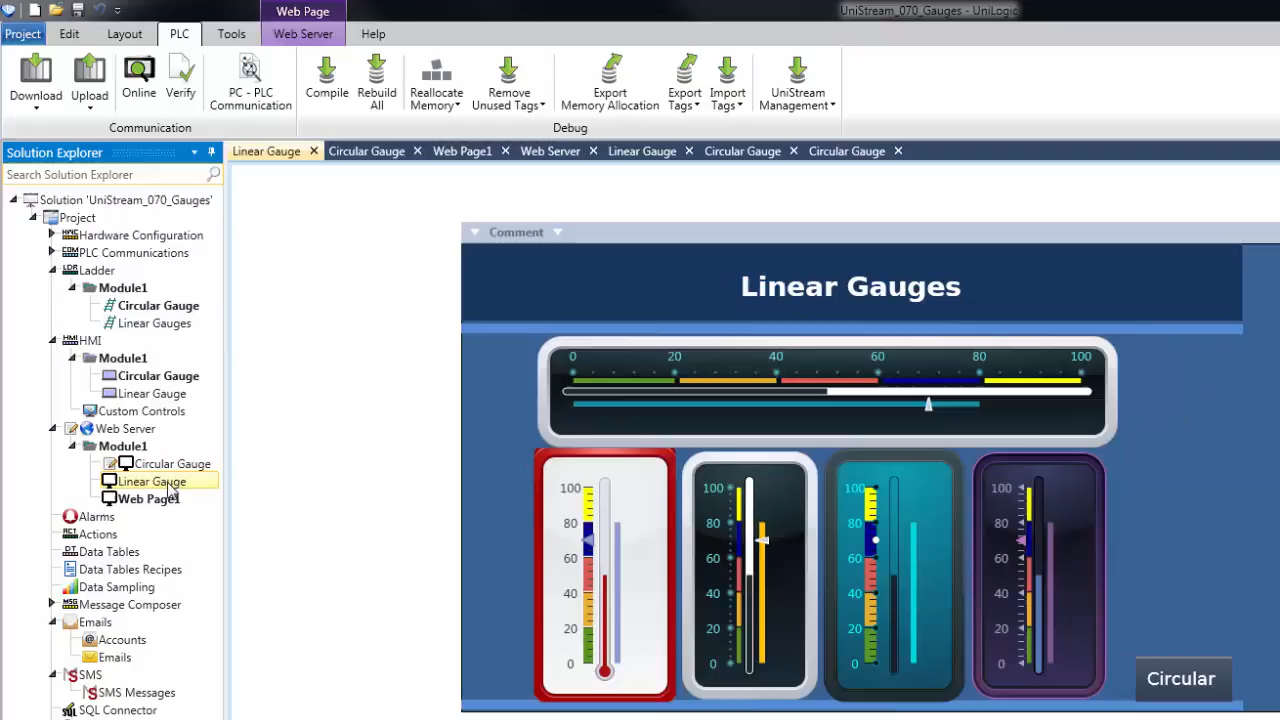 Web Page
UniStream_070_Gauges - UniLogic
Project Edit Layout PLC Tools Web Server Help
Download Upload Online Verify PC - PLC Communication Compile Rebuild All Reallocate Memory Remove Unused Tags Export Memory Allocation Export Tags Import Tags UniStream Management
Communication Debug
Solution Explorer
Linear Gauge Circular Gauge Web Page1 Web Server Linear Gauge Circular Gauge Circular Gauge
Search Solution Explorer
Solution 'UniStream_070_Gauges'
Project
HWC Hardware Configuration
COM PLC Communications
LDR Ladder
Module1
Circular Gauge
Linear Gauges
HMI HMI
Module1
Circular Gauge
Linear Gauge
Custom Controls
Web Server
Module1
Circular Gauge
Linear Gauge
Web Page1
Alarms
ACT Actions
DT Data Tables
Data Tables Recipes
Data Sampling
MSG Message Composer
Emails
Accounts
Emails
SMS
SMS Messages
SQL Connector
Comment
Linear Gauges
0 20 40 60 80 100
100 100 100 100
80 80 80 80
60 60 60 60
40 40 40 40
20 20 20 20
0 0 0 0
Circular